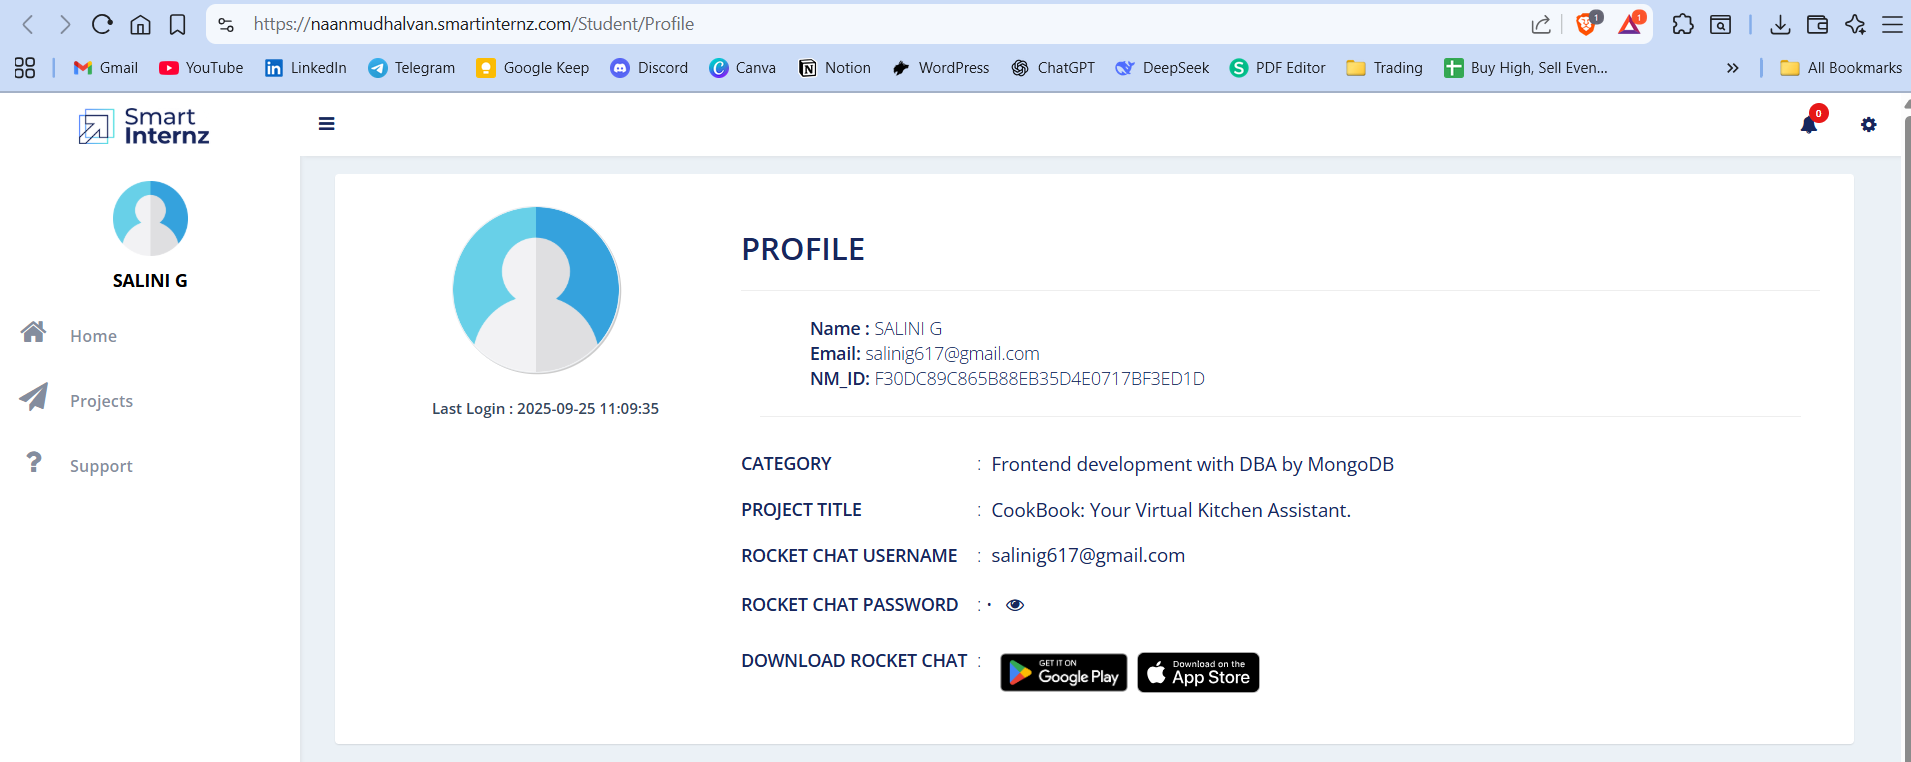 https://naanmudhalvan.smartinternz.com/Student/Profile
1
1
Gmail YouTube LinkedIn Telegram Google Keep Discord Canva Notion WordPress ChatGPT DeepSeek PDF Editor Trading Buy High, Sell Even... » All Bookmarks
Smart
Internz
0
SALINI G
Home
Projects
Support
Last Login : 2025-09-25 11:09:35
PROFILE
Name : SALINI G
Email: salinig617@gmail.com
NM_ID: F30DC89C865B88EB35D4E0717BF3ED1D
CATEGORY : Frontend development with DBA by MongoDB
PROJECT TITLE : CookBook: Your Virtual Kitchen Assistant.
ROCKET CHAT USERNAME : salinig617@gmail.com
ROCKET CHAT PASSWORD : ·
DOWNLOAD ROCKET CHAT :
GET IT ON
Google Play
Download on the
App Store